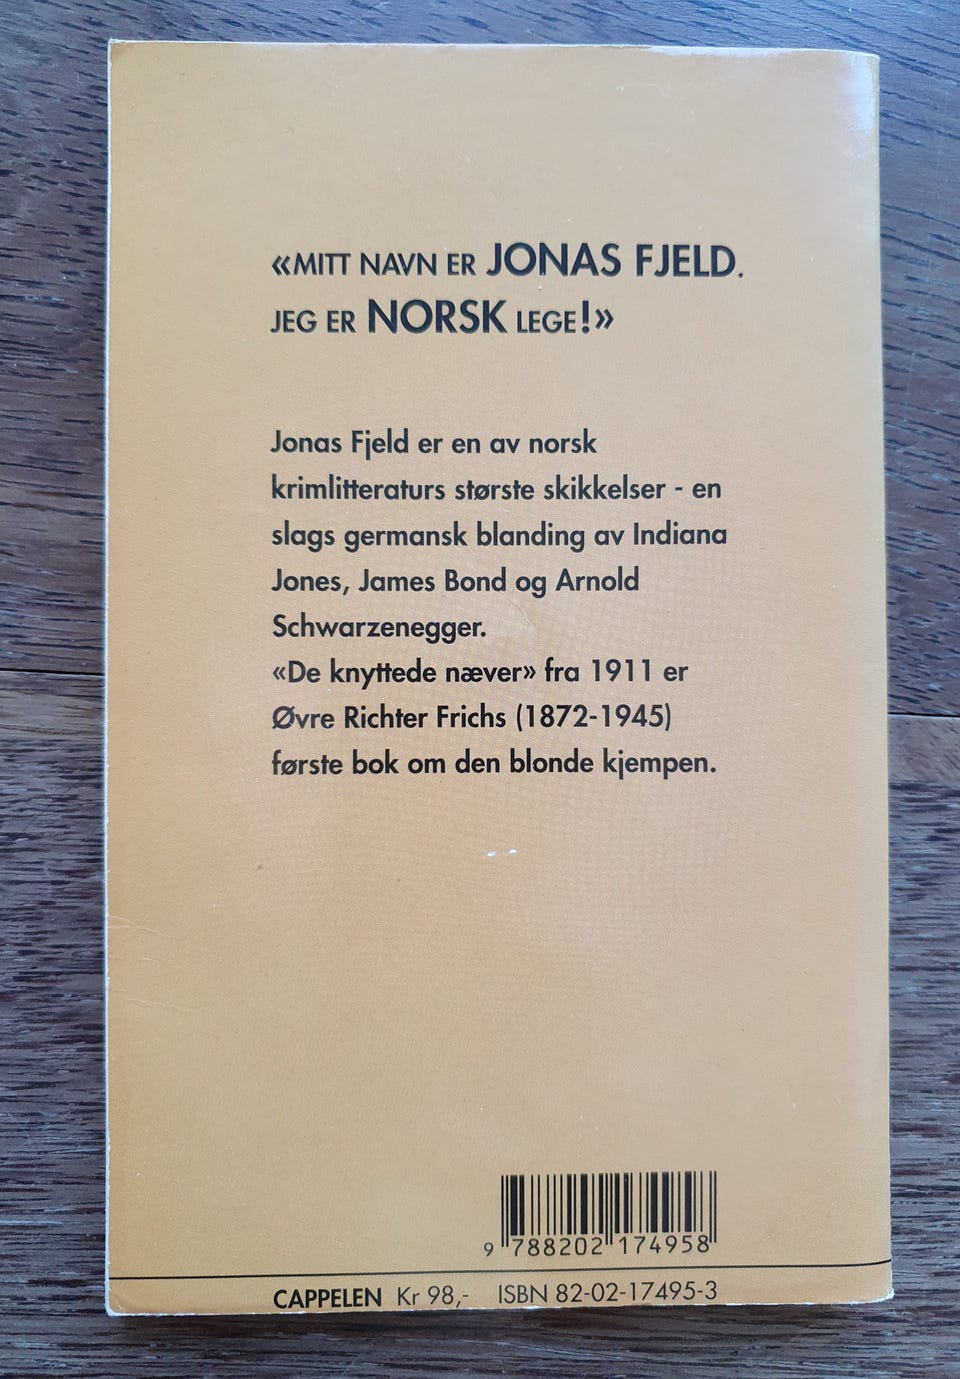 «MITT NAVN ER JONAS FJELD.
JEG ER NORSK LEGE!»
Jonas Fjeld er en av norsk
krimlitteraturs største skikkelser - en
slags germansk blanding av Indiana
Jones, James Bond og Arnold
Schwarzenegger.
«De knyttede næver» fra 1911 er
Øvre Richter Frichs (1872-1945)
første bok om den blonde kjempen.
9 788202 174958
CAPPELEN Kr 98,- ISBN 82-02-17495-3